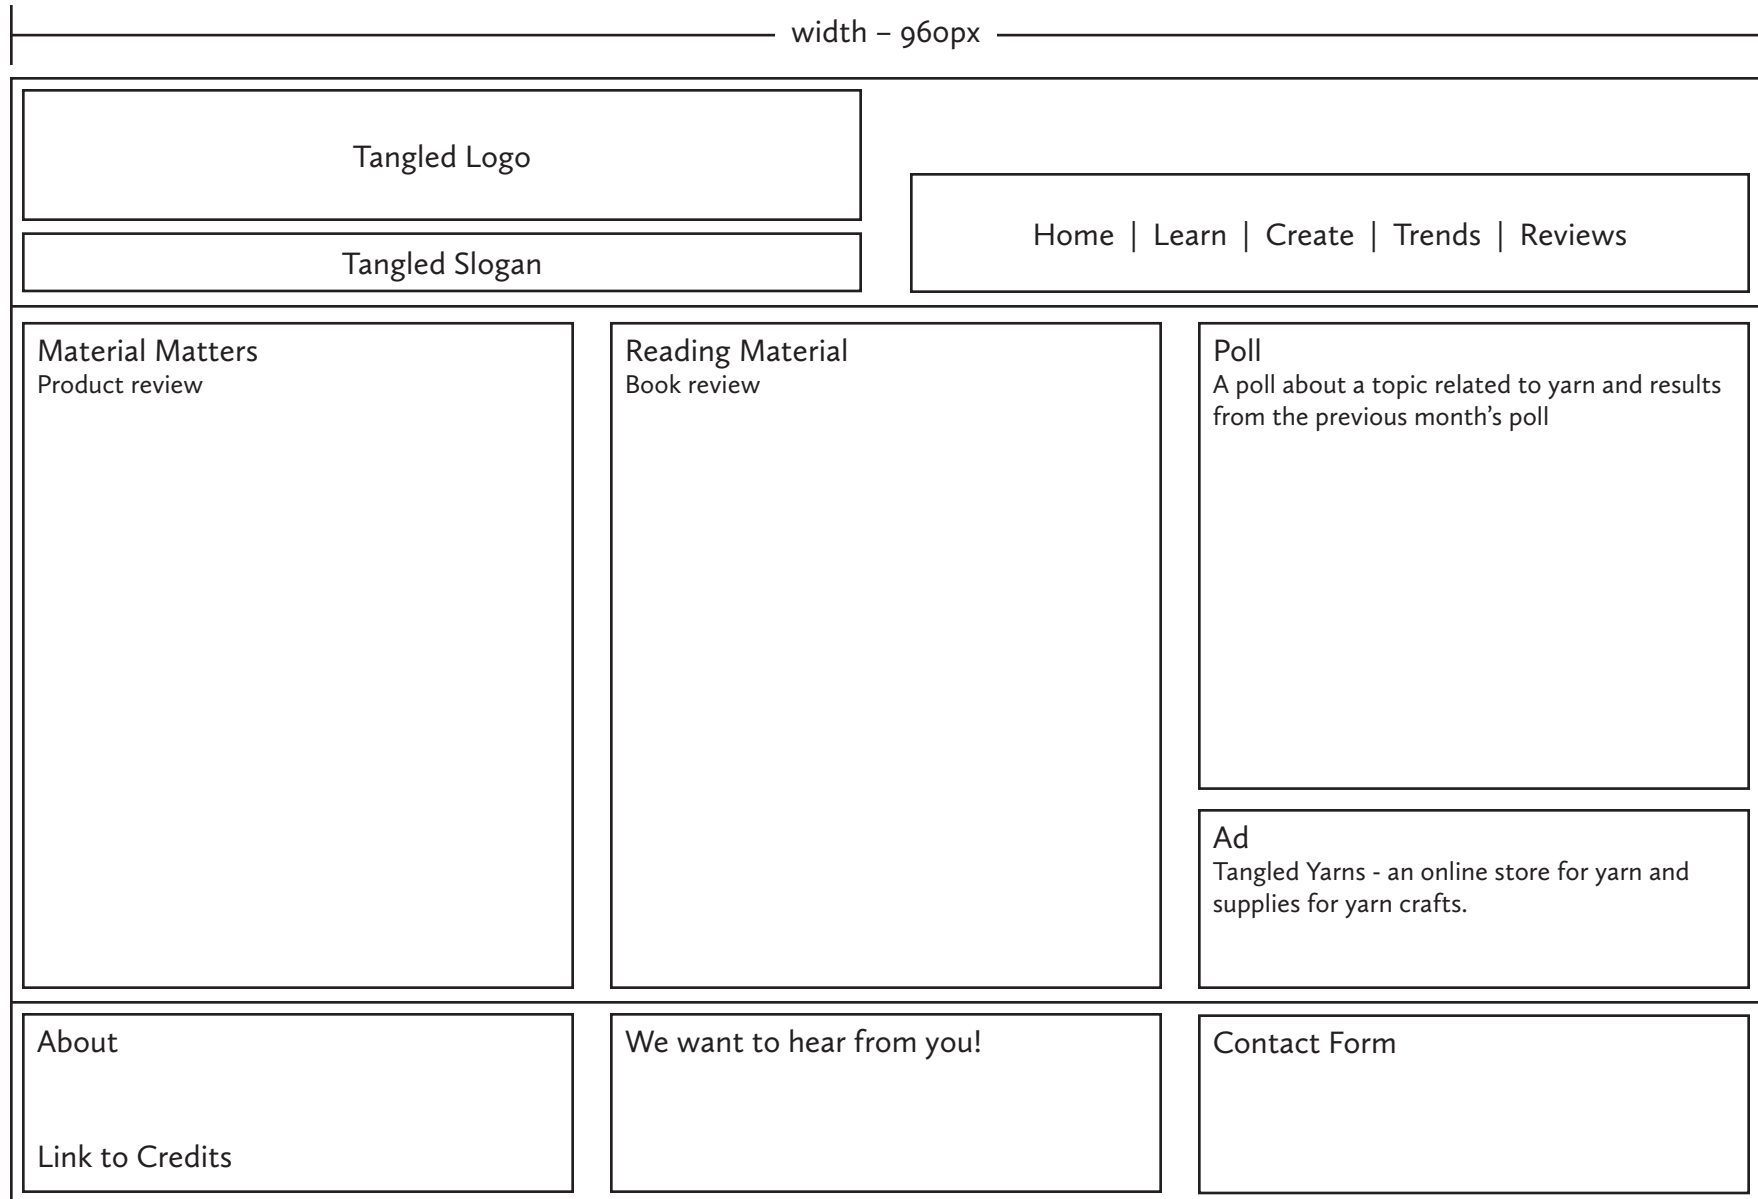 width – 960px
Tangled Logo
Tangled Slogan
Home | Learn | Create | Trends | Reviews
Material Matters
Product review
Reading Material
Book review
Poll
A poll about a topic related to yarn and results
from the previous month’s poll
Ad
Tangled Yarns - an online store for yarn and
supplies for yarn crafts.
About
Link to Credits
We want to hear from you!
Contact Form